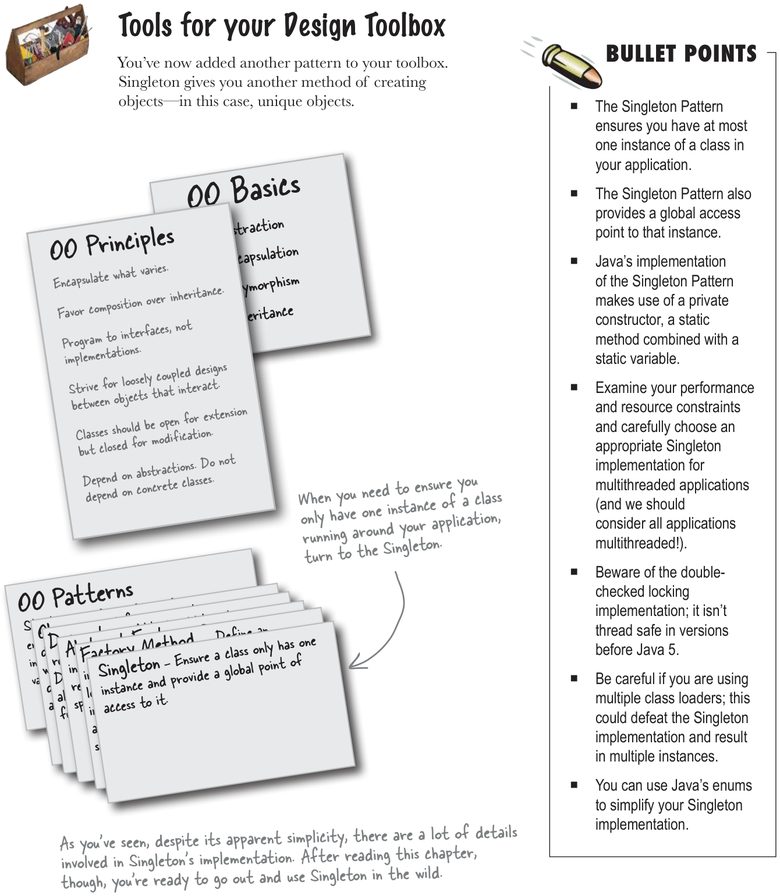 Tools for your Design Toolbox
You've now added another pattern to your toolbox.
Singleton gives you another method of creating
objects—in this case, unique objects.
OO Basics
OO Principles
Encapsulate what varies.
Favor composition over inheritance.
Program to interfaces, not
implementations.
Strive for loosely coupled designs
between objects that interact.
Classes should be open for extension
but closed for modification.
Depend on abstractions. Do not
depend on concrete classes.
When you need to ensure you
only have one instance of a class
running around your application,
turn to the Singleton.
OO Patterns
Factory Method - Define an
Singleton - Ensure a class only has one
instance and provide a global point of
access to it.
As you've seen, despite its apparent simplicity, there are a lot of details
involved in Singleton's implementation. After reading this chapter,
though, you're ready to go out and use Singleton in the wild.
BULLET POINTS
■ The Singleton Pattern
ensures you have at most
one instance of a class in
your application.
■ The Singleton Pattern also
provides a global access
point to that instance.
■ Java's implementation
of the Singleton Pattern
makes use of a private
constructor, a static
method combined with a
static variable.
■ Examine your performance
and resource constraints
and carefully choose an
appropriate Singleton
implementation for
multithreaded applications
(and we should
consider all applications
multithreaded!).
■ Beware of the double-
checked locking
implementation; it isn't
thread safe in versions
before Java 5.
■ Be careful if you are using
multiple class loaders; this
could defeat the Singleton
implementation and result
in multiple instances.
■ You can use Java's enums
to simplify your Singleton
implementation.